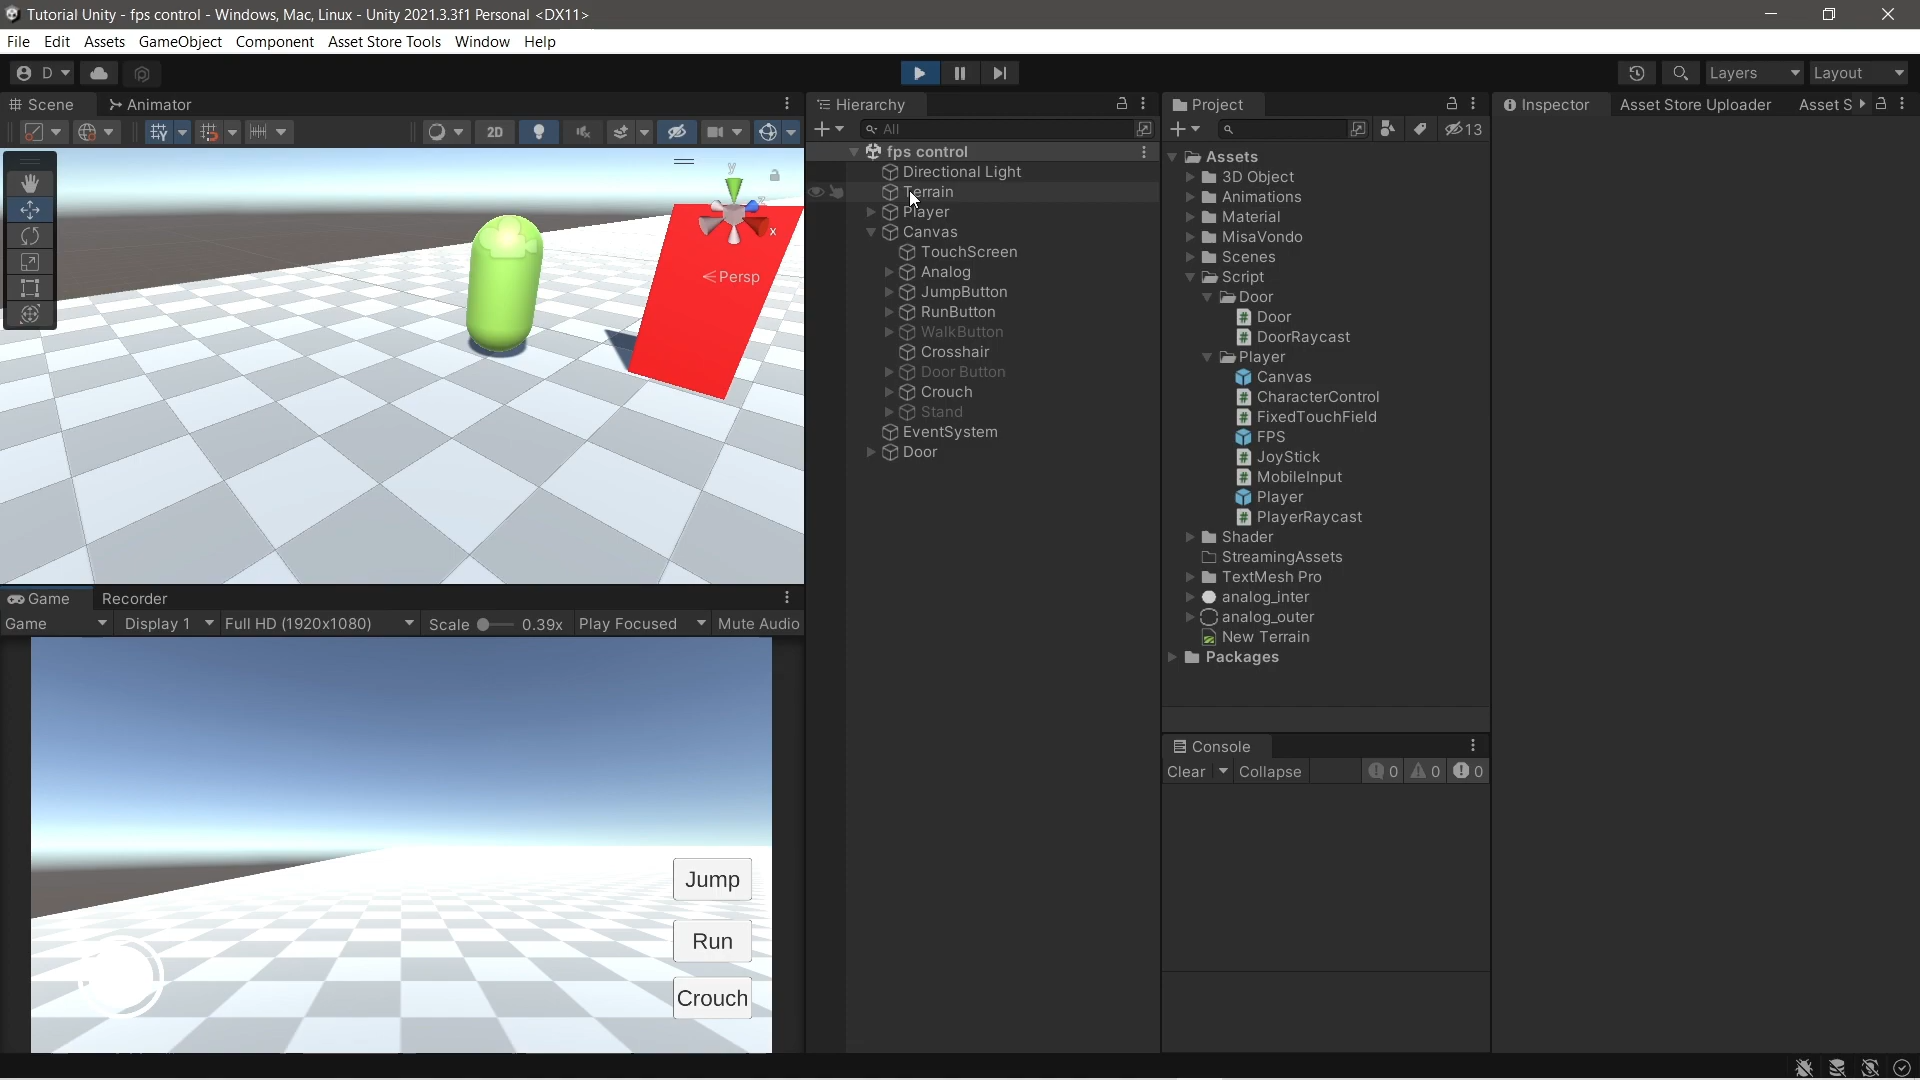 Tutorial Unity - fps control - Windows, Mac, Linux - Unity 2021.3.3f1 Personal <DX11>
File Edit Assets GameObject Component Asset Store Tools Window Help
D
Layers
Layout
Scene
Animator
2D
y
x
z
Persp
Game
Recorder
Game
Display 1
Full HD (1920x1080)
Scale
0.39x
Play Focused
Mute Audio
Jump
Run
Crouch
Hierarchy
All
fps control
Directional Light
Terrain
Player
Canvas
TouchScreen
Analog
JumpButton
RunButton
WalkButton
Crosshair
Door Button
Crouch
Stand
EventSystem
Door
Project
13
Assets
3D Object
Animations
Material
MisaVondo
Scenes
Script
Door
Door
DoorRaycast
Player
Canvas
CharacterControl
FixedTouchField
FPS
JoyStick
MobileInput
Player
PlayerRaycast
Shader
StreamingAssets
TextMesh Pro
analog_inter
analog_outer
New Terrain
Packages
Console
Clear
Collapse
0
0
0
Inspector
Asset Store Uploader
Asset S